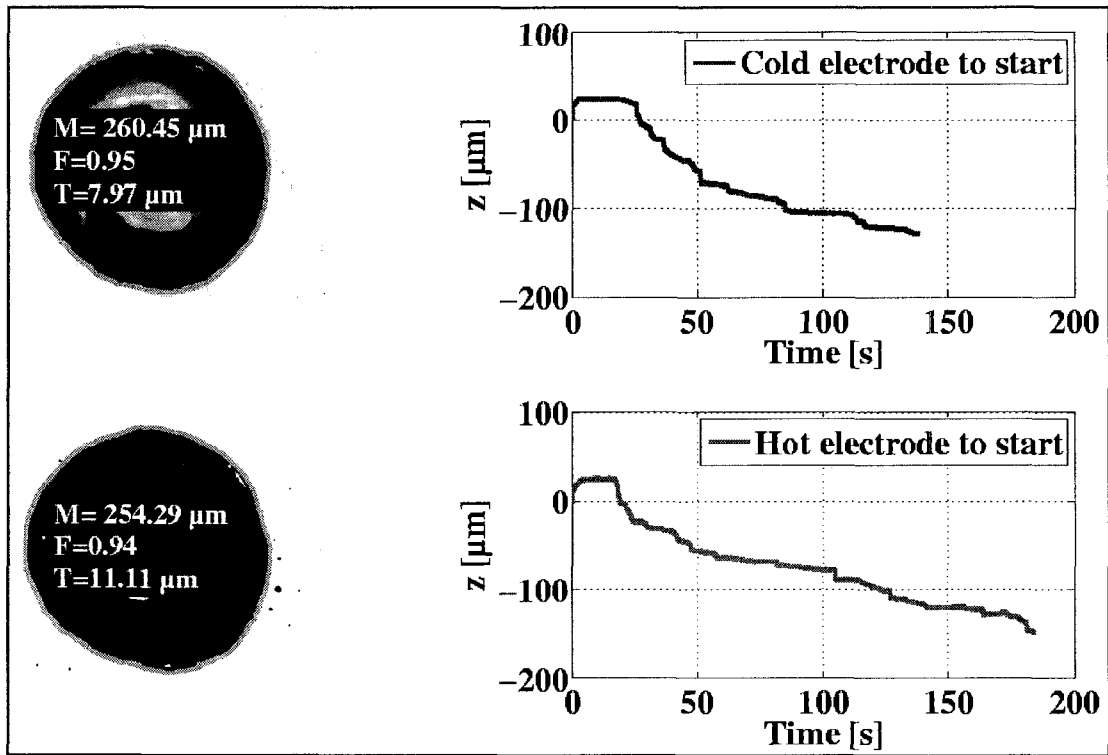 M= 260.45 µm
F=0.95
T=7.97 µm
100
0
−100
−200
z [µm]
Cold electrode to start
0
50
100
150
200
Time [s]
M= 254.29 µm
F=0.94
T=11.11 µm
100
0
−100
−200
z [µm]
Hot electrode to start
0
50
100
150
200
Time [s]